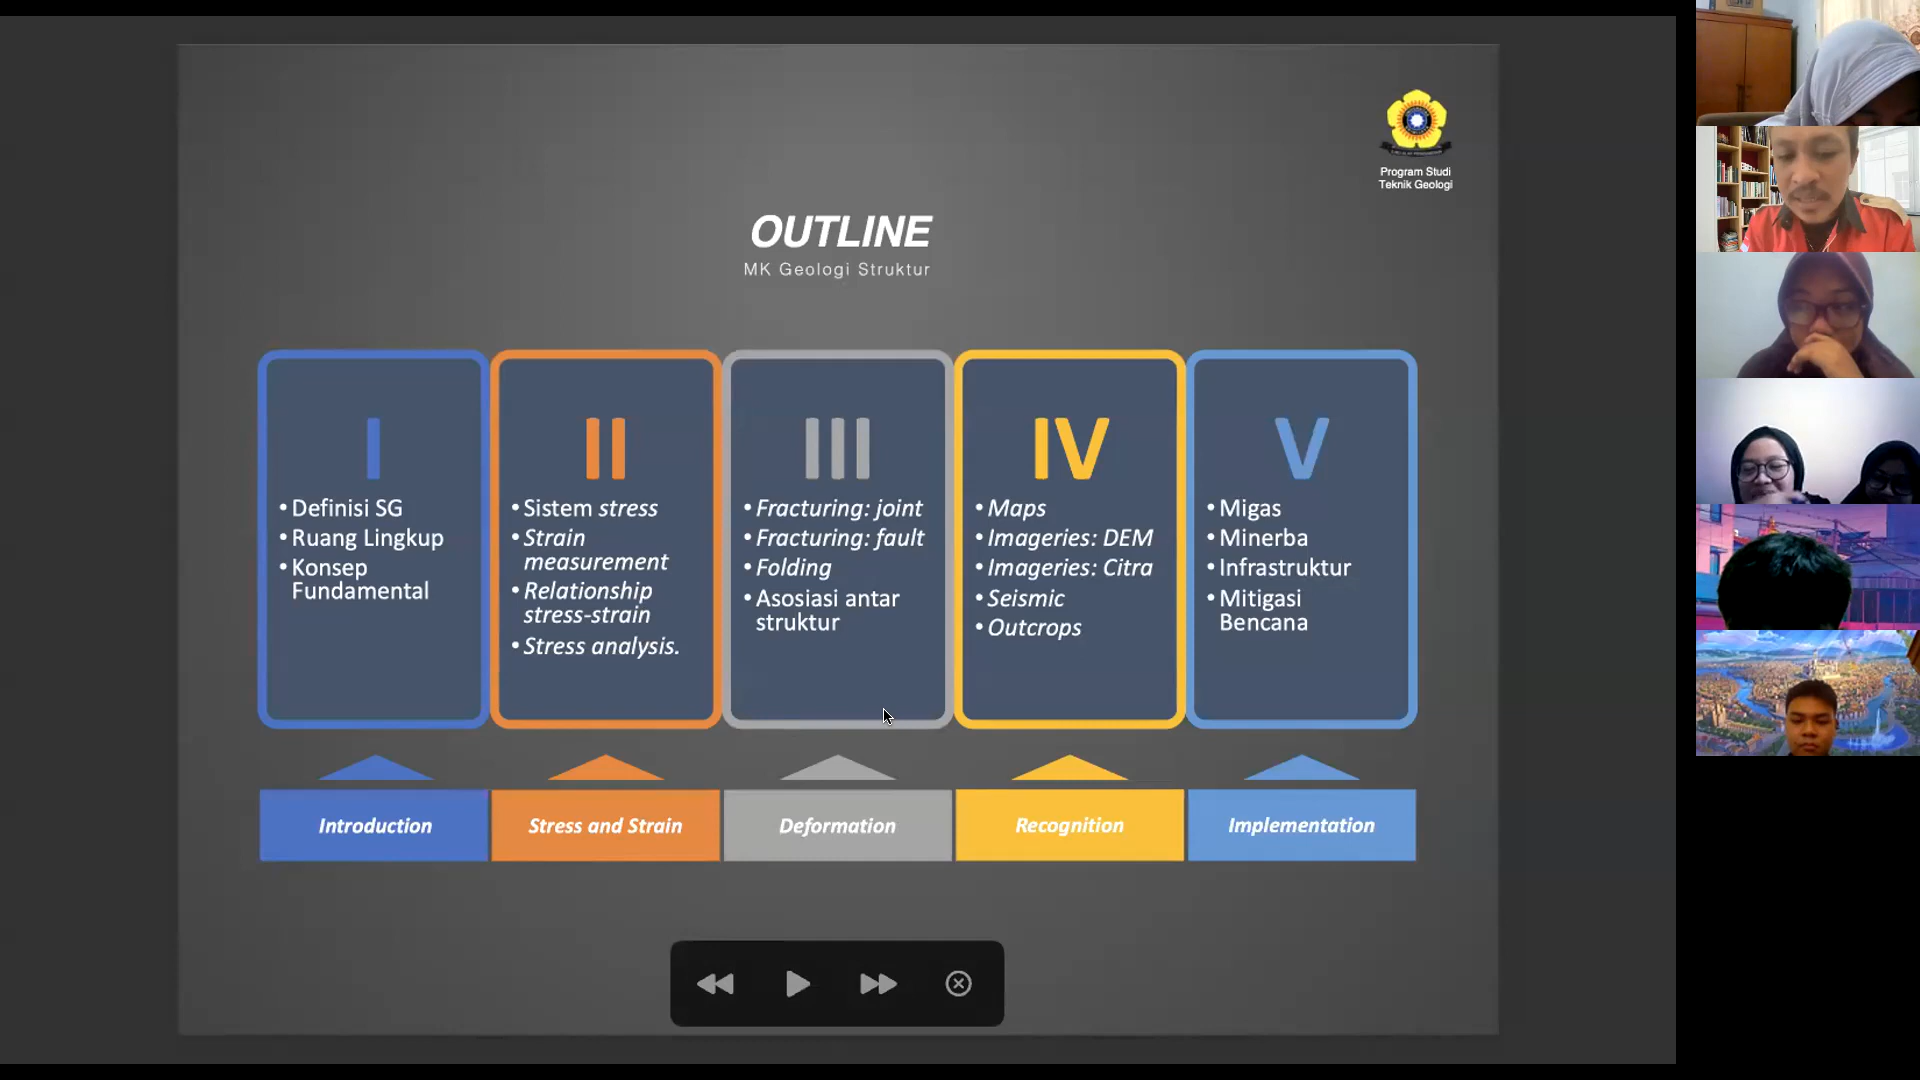 Program Studi
Teknik Geologi
OUTLINE
MK Geologi Struktur
I
• Definisi SG
• Ruang Lingkup
• Konsep
Fundamental
II
• Sistem stress
• Strain
measurement
• Relationship
stress-strain
• Stress analysis.
III
• Fracturing: joint
• Fracturing: fault
• Folding
• Asosiasi antar
struktur
IV
• Maps
• Imageries: DEM
• Imageries: Citra
• Seismic
• Outcrops
V
• Migas
• Minerba
• Infrastruktur
• Mitigasi
Bencana
Introduction
Stress and Strain
Deformation
Recognition
Implementation